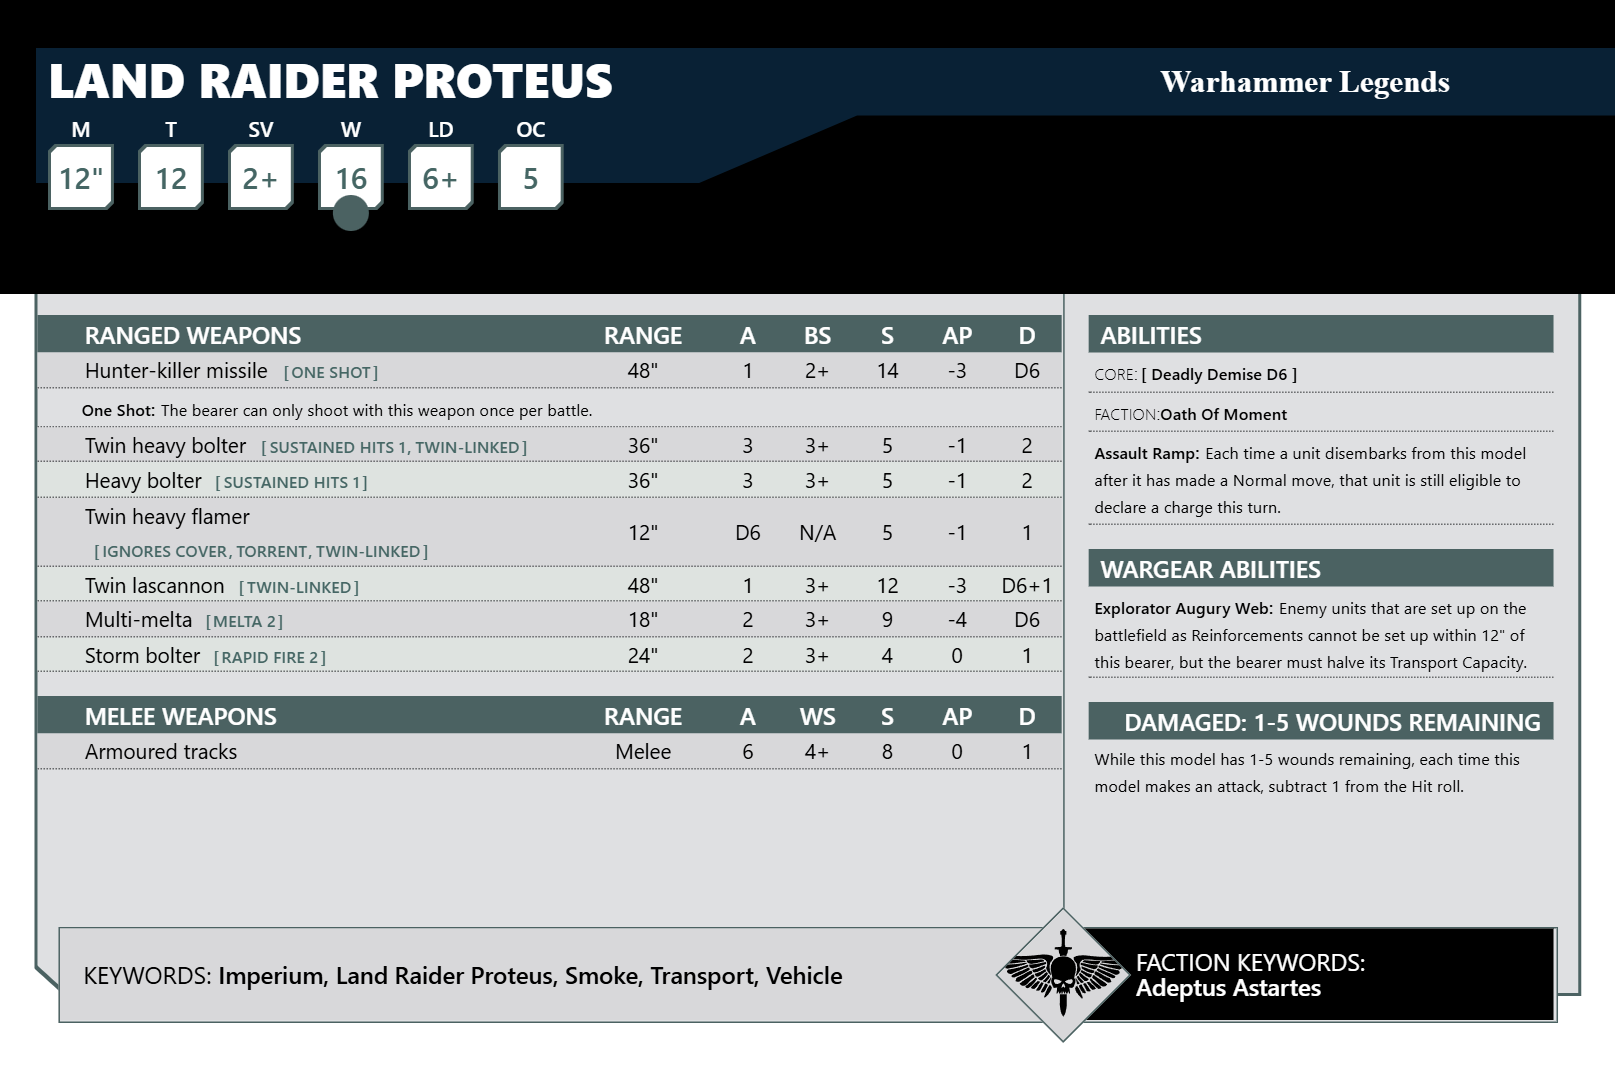 LAND RAIDER PROTEUS
Warhammer Legends
M T SV W LD OC
12" 12 2+ 16 6+ 5
RANGED WEAPONS RANGE A BS S AP D
Hunter-killer missile [ONE SHOT] 48" 1 2+ 14 -3 D6
One Shot: The bearer can only shoot with this weapon once per battle.
Twin heavy bolter [SUSTAINED HITS 1, TWIN-LINKED] 36" 3 3+ 5 -1 2
Heavy bolter [SUSTAINED HITS 1] 36" 3 3+ 5 -1 2
Twin heavy flamer
[IGNORES COVER, TORRENT, TWIN-LINKED] 12" D6 N/A 5 -1 1
Twin lascannon [TWIN-LINKED] 48" 1 3+ 12 -3 D6+1
Multi-melta [MELTA 2] 18" 2 3+ 9 -4 D6
Storm bolter [RAPID FIRE 2] 24" 2 3+ 4 0 1
MELEE WEAPONS RANGE A WS S AP D
Armoured tracks Melee 6 4+ 8 0 1
ABILITIES
CORE: [ Deadly Demise D6 ]
FACTION:Oath Of Moment
Assault Ramp: Each time a unit disembarks from this model
after it has made a Normal move, that unit is still eligible to
declare a charge this turn.
WARGEAR ABILITIES
Explorator Augury Web: Enemy units that are set up on the
battlefield as Reinforcements cannot be set up within 12" of
this bearer, but the bearer must halve its Transport Capacity.
DAMAGED: 1-5 WOUNDS REMAINING
While this model has 1-5 wounds remaining, each time this
model makes an attack, subtract 1 from the Hit roll.
KEYWORDS: Imperium, Land Raider Proteus, Smoke, Transport, Vehicle
FACTION KEYWORDS:
Adeptus Astartes